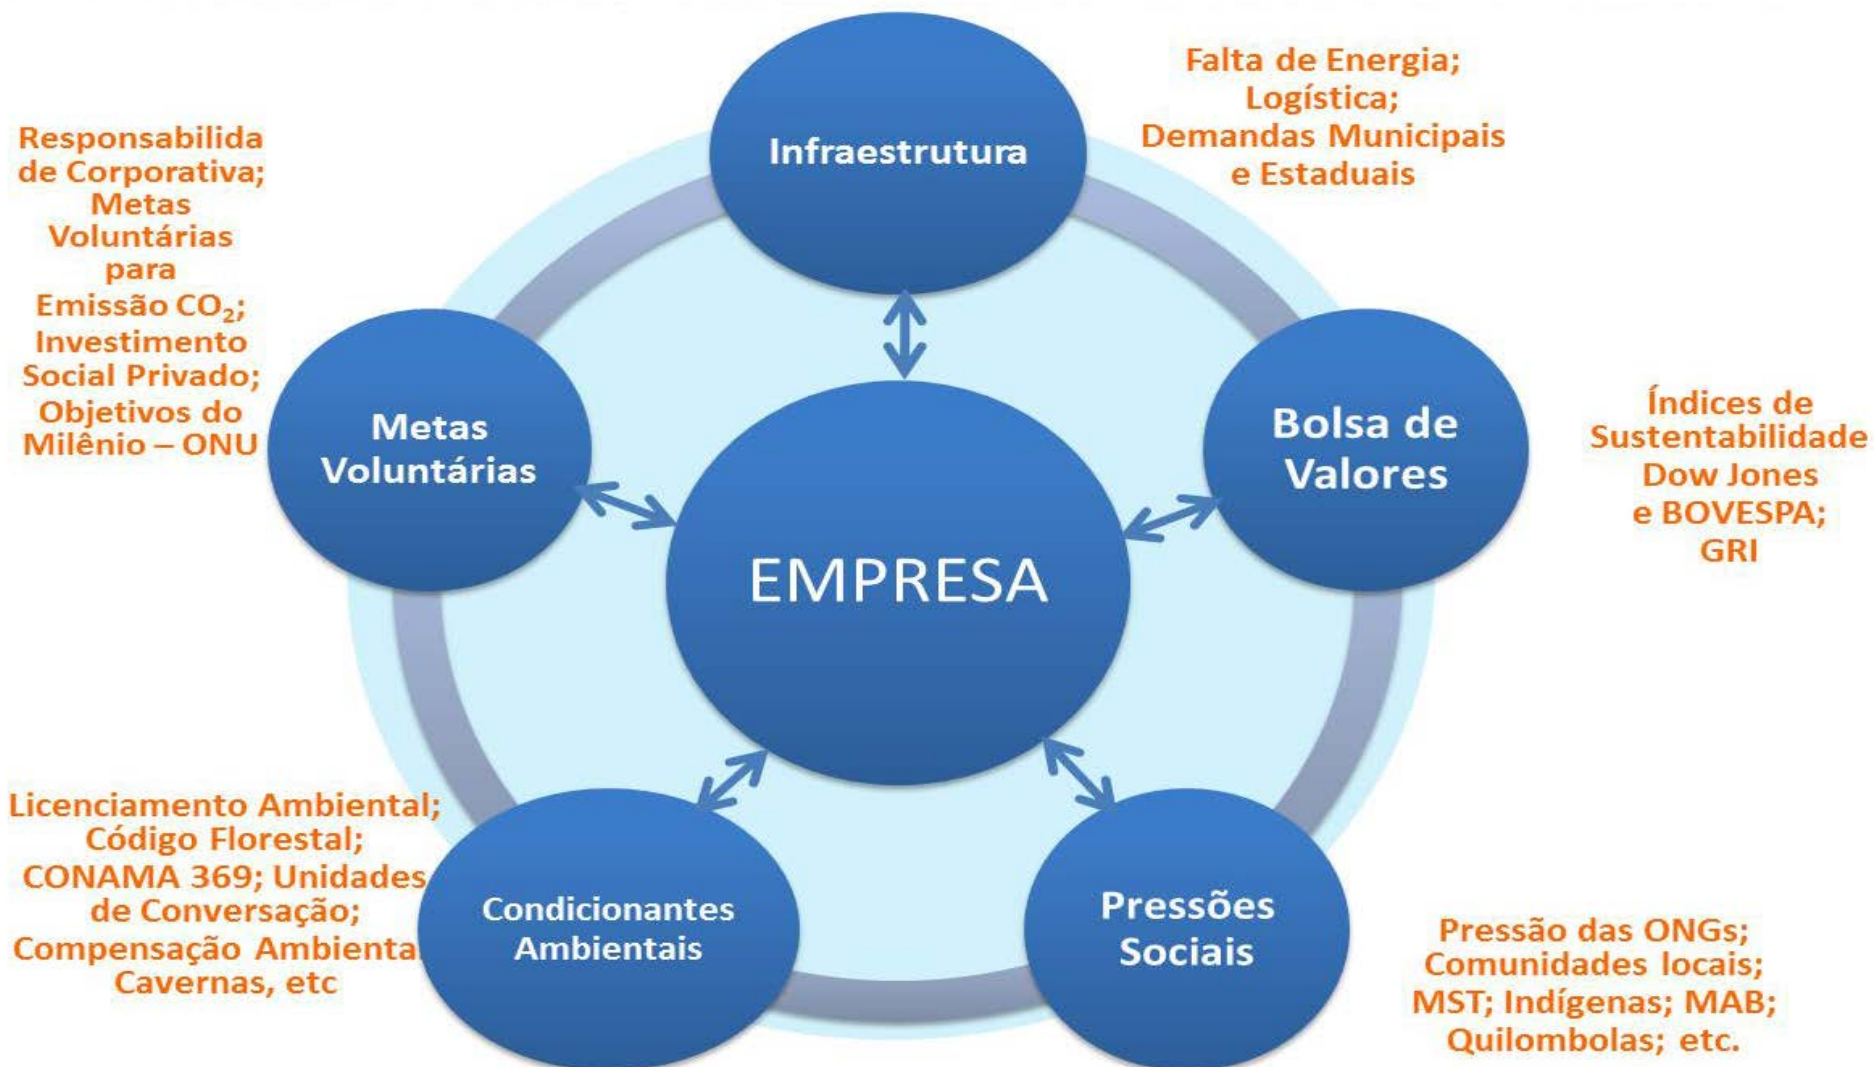 Infraestrutura
Falta de Energia;
Logística;
Demandas Municipais
e Estaduais
Responsabilida
de Corporativa;
Metas
Voluntárias
para
Emissão CO₂;
Investimento
Social Privado;
Objetivos do
Milênio – ONU
Metas
Voluntárias
Bolsa de
Valores
Índices de
Sustentabilidade
Dow Jones
e BOVESPA;
GRI
EMPRESA
Licenciamento Ambiental;
Código Florestal;
CONAMA 369; Unidades
de Conversação;
Compensação Ambiental
Cavernas, etc
Condicionantes
Ambientais
Pressões
Sociais
Pressão das ONGs;
Comunidades locais;
MST; Indígenas; MAB;
Quilombolas; etc.